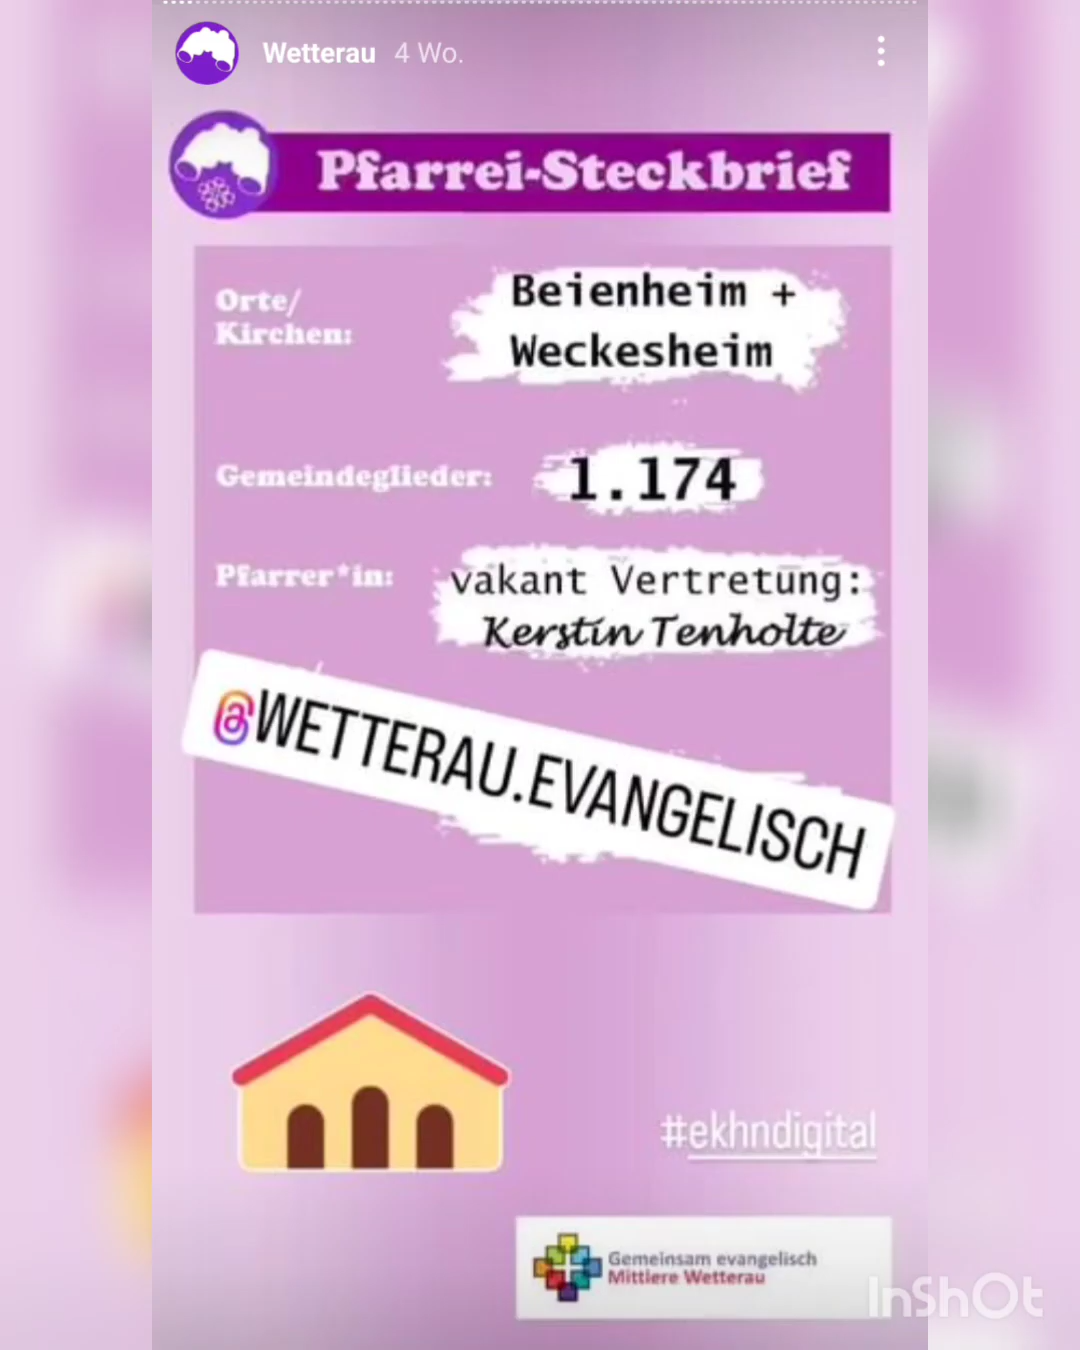 Wetterau 4 Wo.
Pfarrei-Steckbrief
Orte/
Kirchen:
Beienheim +
Weckesheim
Gemeindeglieder:
1.174
Pfarrer*in:
vakant Vertretung:
Kerstin Tenholte
@WETTERAU.EVANGELISCH
#ekhndigital
Gemeinsam evangelisch
Mittlere Wetterau
InShOt